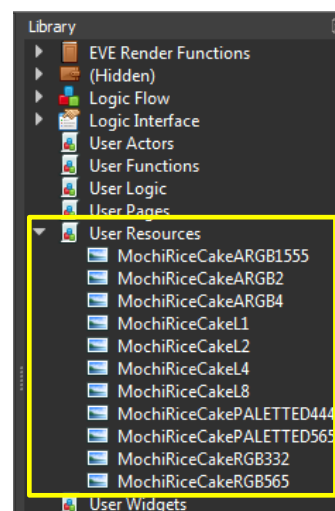 Library
EVE Render Functions
(Hidden)
Logic Flow
Logic Interface
User Actors
User Functions
User Logic
User Pages
User Resources
MochiRiceCakeARGB1555
MochiRiceCakeARGB2
MochiRiceCakeARGB4
MochiRiceCakeL1
MochiRiceCakeL2
MochiRiceCakeL4
MochiRiceCakeL8
MochiRiceCakePALETTED444
MochiRiceCakePALETTED565
MochiRiceCakeRGB332
MochiRiceCakeRGB565
User Widgets